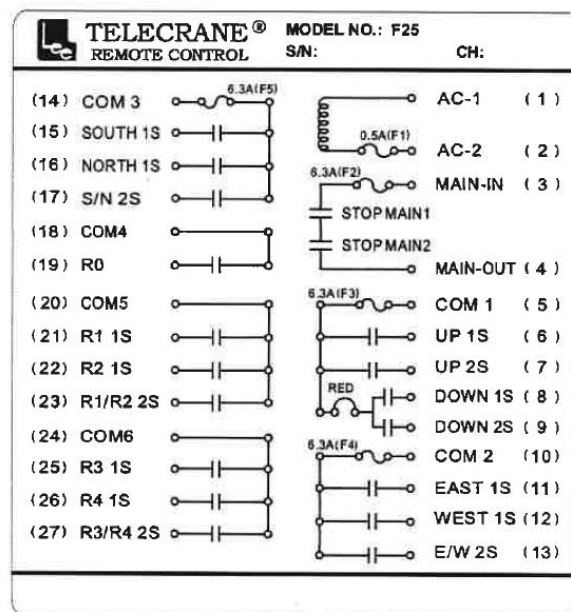 Lee TELECRANE® MODEL NO.: F25
REMOTE CONTROL S/N: CH:
6.3A(F5)
(14) COM 3
(15) SOUTH 1S
(16) NORTH 1S
(17) S/N 2S
(18) COM4
(19) R0
(20) COM5
(21) R1 1S
(22) R2 1S
(23) R1/R2 2S
(24) COM6
(25) R3 1S
(26) R4 1S
(27) R3/R4 2S
AC-1 (1)
0.5A(F1)
AC-2 (2)
6.3A(F2)
MAIN-IN (3)
STOP MAIN1
STOP MAIN2
MAIN-OUT (4)
6.3A(F3)
COM 1 (5)
UP 1S (6)
UP 2S (7)
RED
DOWN 1S (8)
DOWN 2S (9)
6.3A(F4)
COM 2 (10)
EAST 1S (11)
WEST 1S (12)
E/W 2S (13)